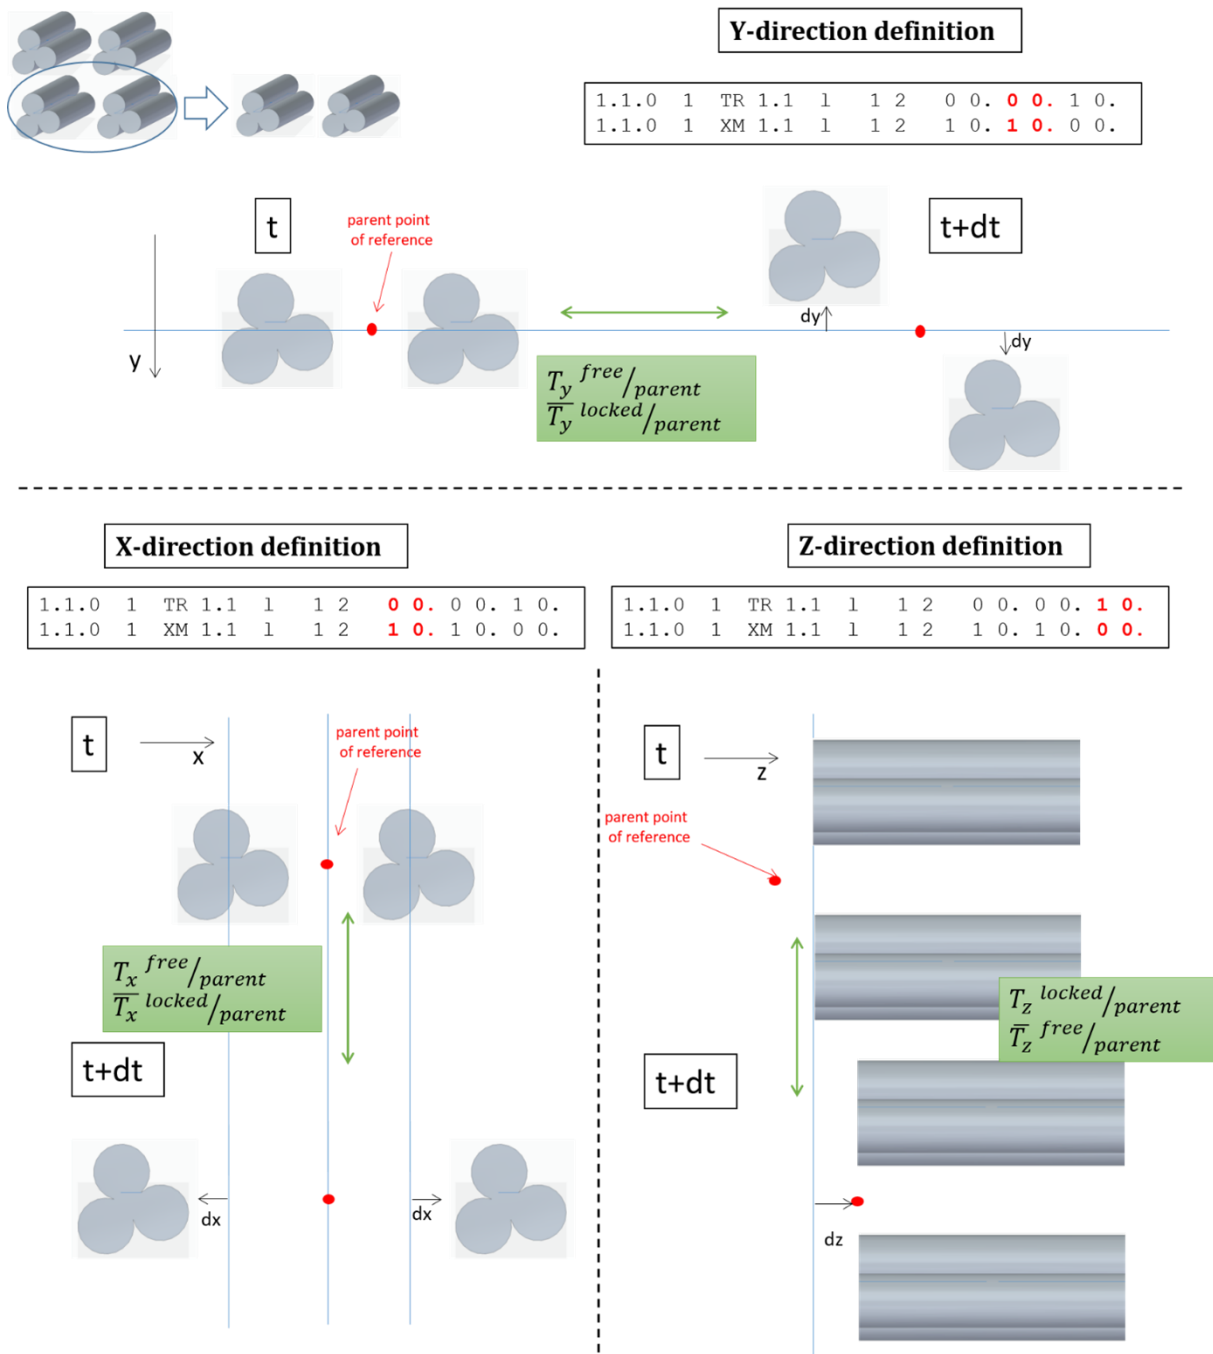 Y-direction definition
1.1.0 1 TR 1.1 l 1 2 0 0. 0 0. 1 0.
1.1.0 1 XM 1.1 l 1 2 1 0. 1 0. 0 0.
t
parent point
of reference
t+dt
y
dy
dy
T_y free/parent
T̅_y locked/parent
X-direction definition
1.1.0 1 TR 1.1 l 1 2 0 0. 0 0. 1 0.
1.1.0 1 XM 1.1 l 1 2 1 0. 1 0. 0 0.
t
x
parent point
of reference
T_x free/parent
T̅_x locked/parent
t+dt
dx
dx
Z-direction definition
1.1.0 1 TR 1.1 l 1 2 0 0. 0 0. 1 0.
1.1.0 1 XM 1.1 l 1 2 1 0. 1 0. 0 0.
t
z
parent point
of reference
T_z locked/parent
T̅_z free/parent
t+dt
dz